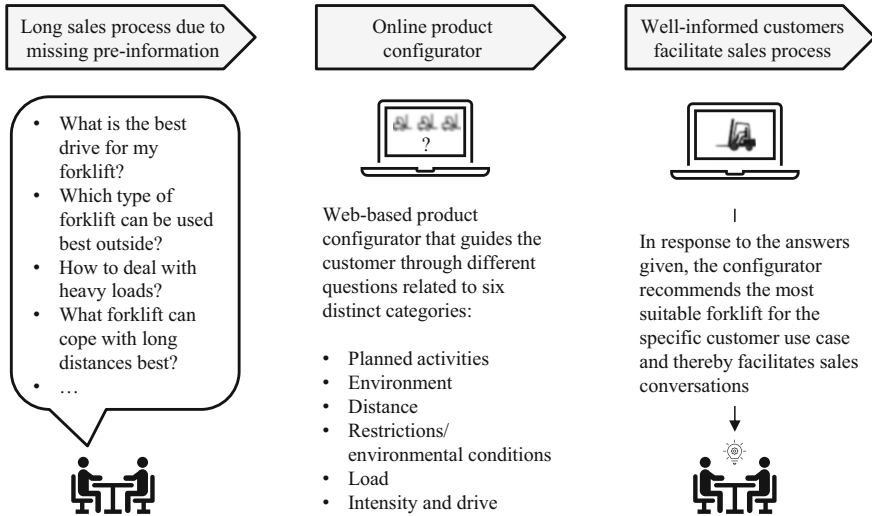 Long sales process due to
missing pre-information
Online product
configurator
Well-informed customers
facilitate sales process
• What is the best
drive for my
forklift?
• Which type of
forklift can be used
best outside?
• How to deal with
heavy loads?
• What forklift can
cope with long
distances best?
• …
?
Web-based product
configurator that guides the
customer through different
questions related to six
distinct categories:
• Planned activities
• Environment
• Distance
• Restrictions/
environmental conditions
• Load
• Intensity and drive
In response to the answers
given, the configurator
recommends the most
suitable forklift for the
specific customer use case
and thereby facilitates sales
conversations